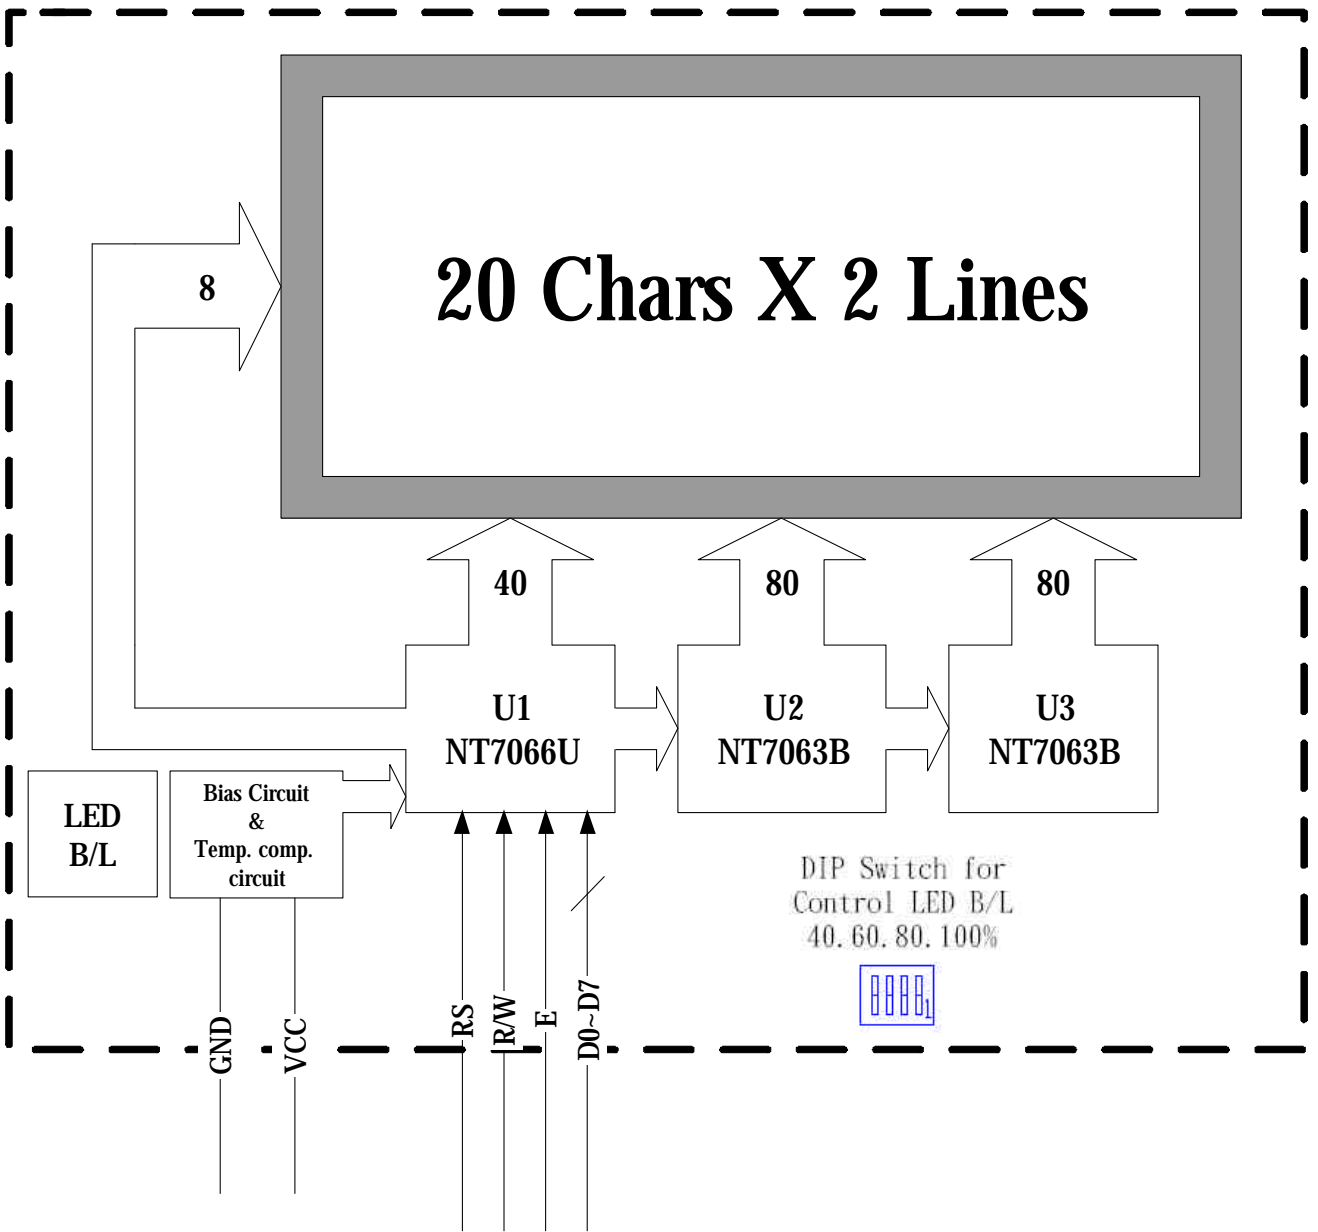 20 Chars X 2 Lines
8
40
80
80
U1
NT7066U
U2
NT7063B
U3
NT7063B
LED
B/L
Bias Circuit
&
Temp. comp.
circuit
DIP Switch for
Control LED B/L
40.60.80.100%
1
GND
VCC
RS
R/W
E
D0~D7